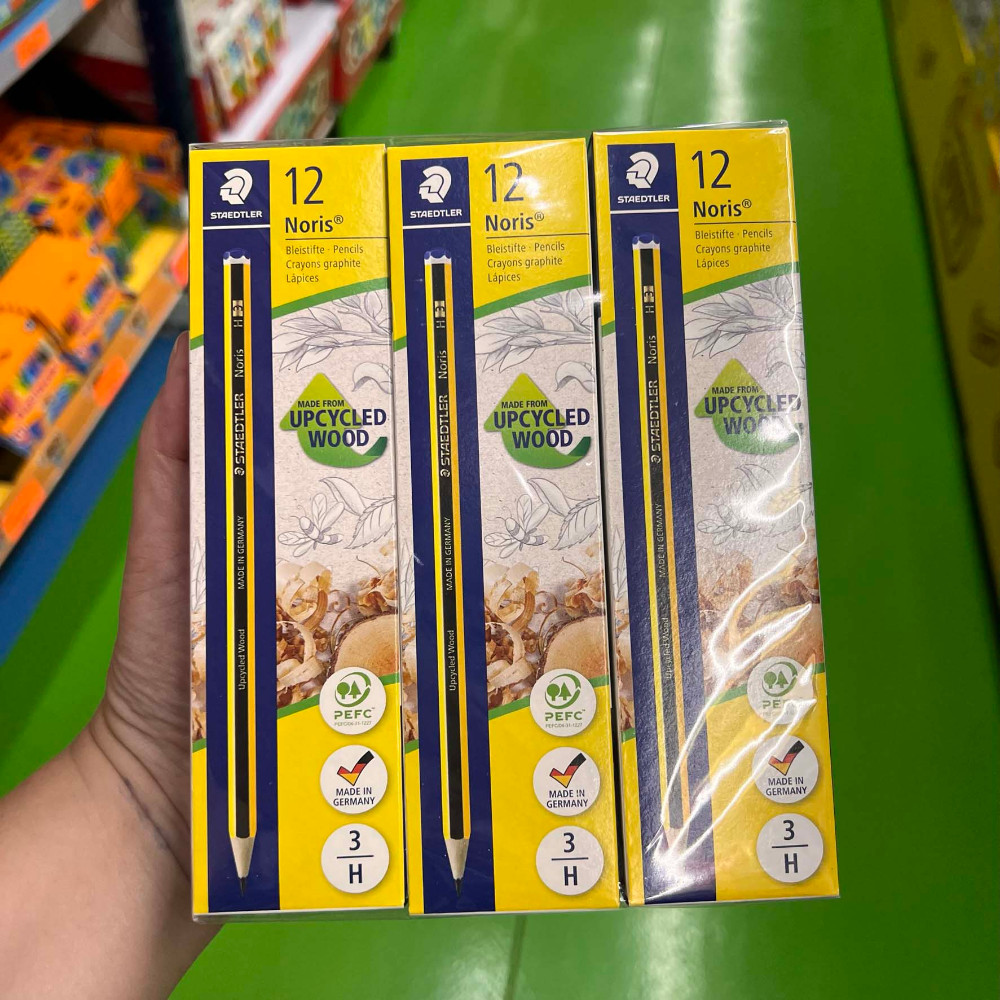 STAEDTLER
12
Noris®
Bleistifte · Pencils
Crayons graphite
Lápices
H
Noris
STAEDTLER
MADE IN GERMANY
Upcycled Wood
MADE FROM
UPCYCLED
WOOD
PEFC™
MADE IN
GERMANY
3
H
STAEDTLER
12
Noris®
Bleistifte · Pencils
Crayons graphite
Lápices
H
Noris
STAEDTLER
MADE IN GERMANY
Upcycled Wood
MADE FROM
UPCYCLED
WOOD
PEFC™
MADE IN
GERMANY
3
H
STAEDTLER
12
Noris®
Bleistifte · Pencils
Crayons graphite
Lápices
H
Noris
STAEDTLER
MADE IN GERMANY
Upcycled Wood
MADE FROM
UPCYCLED
WOOD
PEFC
MADE IN
GERMANY
3
H